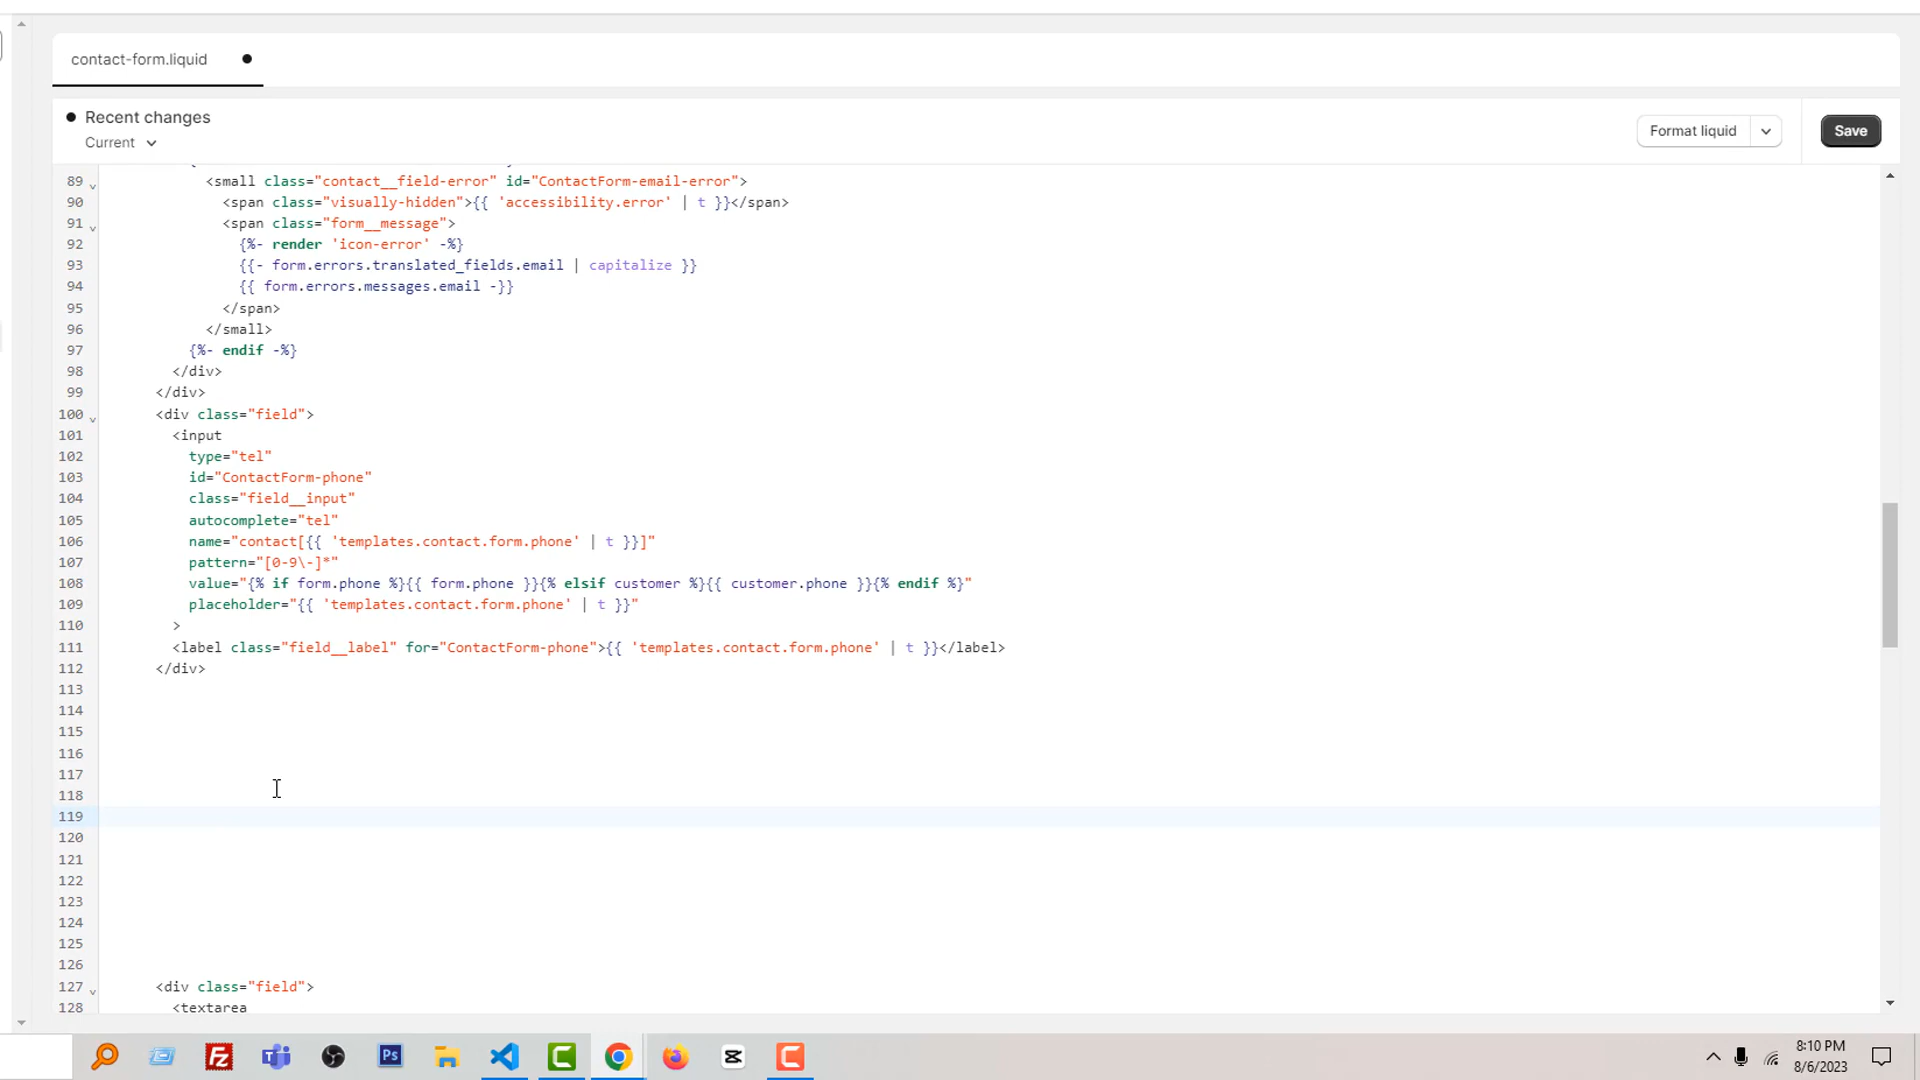 contact-form.liquid
Recent changes
Current
Format liquid
Save
89 <small class="contact__field-error" id="ContactForm-email-error">
90 <span class="visually-hidden">{{ 'accessibility.error' | t }}</span>
91 <span class="form__message">
92 {%- render 'icon-error' -%}
93 {{- form.errors.translated_fields.email | capitalize }}
94 {{ form.errors.messages.email -}}
95 </span>
96 </small>
97 {%- endif -%}
98 </div>
99 </div>
100 <div class="field">
101 <input
102 type="tel"
103 id="ContactForm-phone"
104 class="field__input"
105 autocomplete="tel"
106 name="contact[{{ 'templates.contact.form.phone' | t }}]"
107 pattern="[0-9\-]*"
108 value="{% if form.phone %}{{ form.phone }}{% elsif customer %}{{ customer.phone }}{% endif %}"
109 placeholder="{{ 'templates.contact.form.phone' | t }}"
110 >
111 <label class="field__label" for="ContactForm-phone">{{ 'templates.contact.form.phone' | t }}</label>
112 </div>
113
114
115
116
117
118
119
120
121
122
123
124
125
126
127 <div class="field">
128 <textarea
Fz
Ps
8:10 PM
8/6/2023